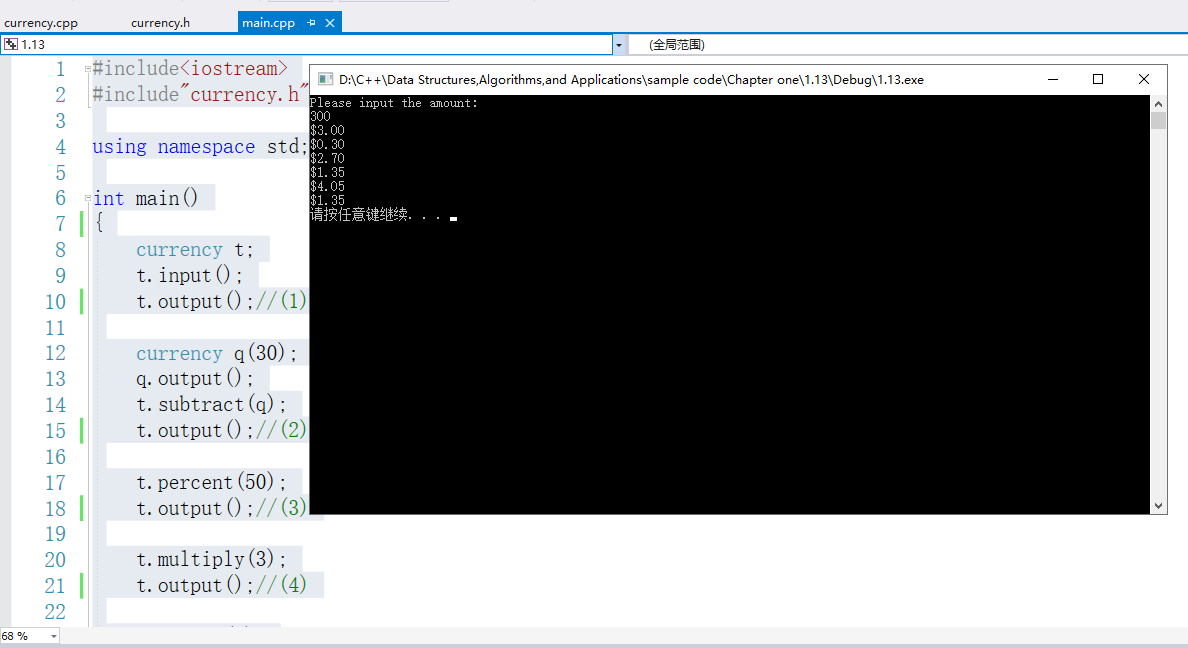 currency.cpp currency.h main.cpp
1.13 (全局范围)
D:\C++\Data Structures,Algorithms,and Applications\sample code\Chapter one\1.13\Debug\1.13.exe
1 #include<iostream>
2 #include"currency.h"
3
4 using namespace std;
5
6 int main()
7 {
8 currency t;
9 t.input();
10 t.output();//(1)
11
12 currency q(30);
13 q.output();
14 t.subtract(q);
15 t.output();//(2)
16
17 t.percent(50);
18 t.output();//(3)
19
20 t.multiply(3);
21 t.output();//(4)
22
Please input the amount:
300
$3.00
$0.30
$2.70
$1.35
$4.05
$1.35
请按任意键继续. . .
68 %